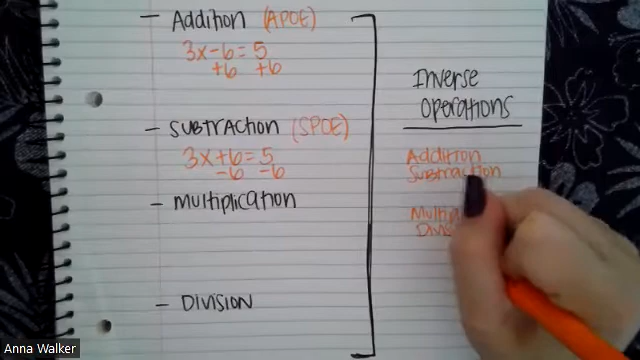 - Addition (APOE)
3x - 6 = 5
+6 +6
- Subtraction (SPOE)
3x + 6 = 5
-6 -6
- Multiplication
- Division
Inverse
Operations
Addition
Subtraction
Anna Walker